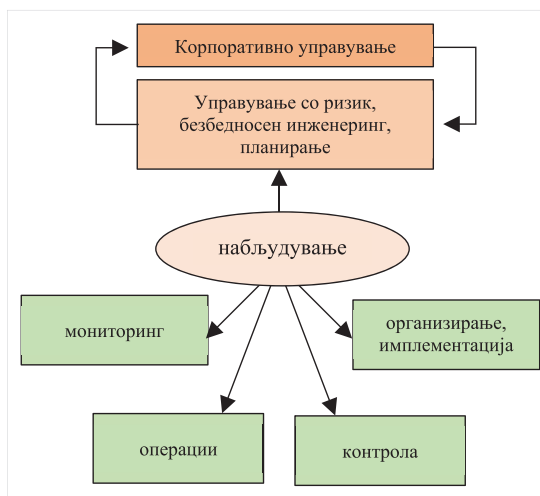 Корпоративно управување
Управување со ризик,
безбедносен инженеринг,
планирање
набљудување
мониторинг
организирање,
имплементација
операции
контрола